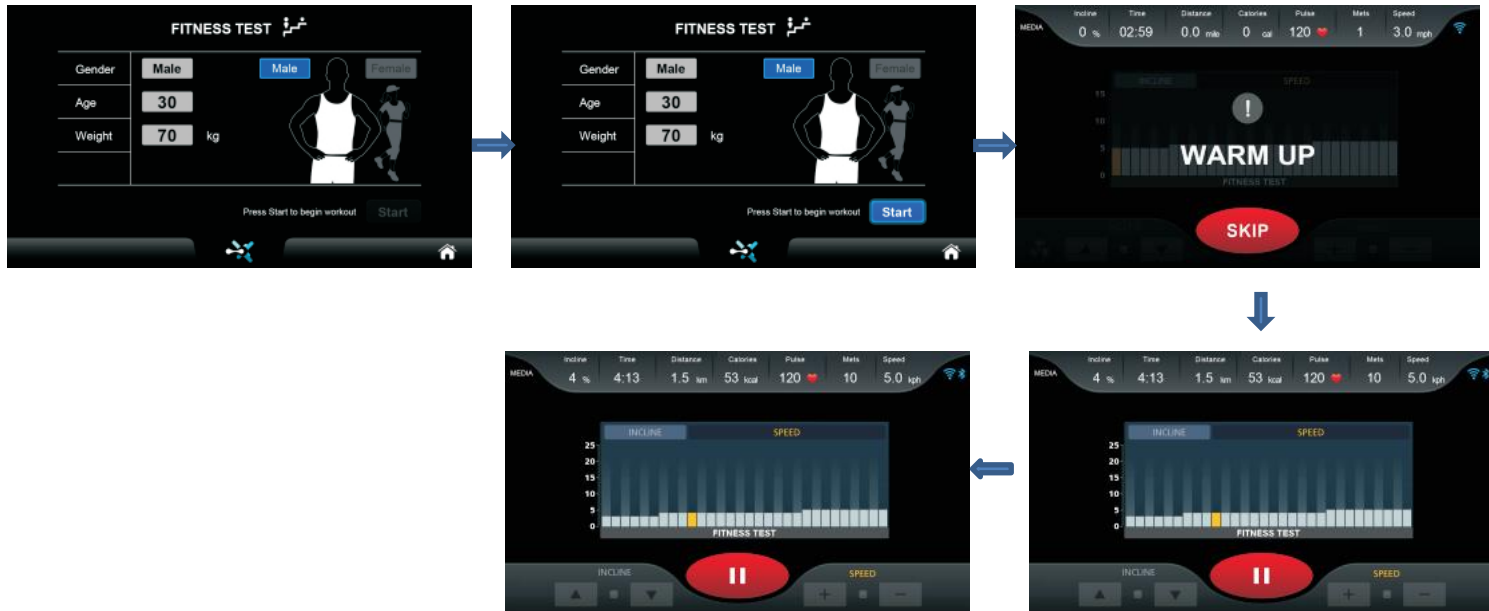 FITNESS TEST
Gender Male Male Female
Age 30
Weight 70 kg
Press Start to begin workout Start
FITNESS TEST
Gender Male Male Female
Age 30
Weight 70 kg
Press Start to begin workout Start
MEDIA
Incline Time Distance Calories Pulse Mets Speed
0 % 02:59 0.0 mile 0 cal 120 1 3.0 mph
INCLINE SPEED
15
10
5
0
WARM UP
FITNESS TEST
SKIP
MEDIA
Incline Time Distance Calories Pulse Mets Speed
4 % 4:13 1.5 km 53 kcal 120 10 5.0 kph
INCLINE SPEED
25
20
15
10
5
0
FITNESS TEST
INCLINE SPEED
MEDIA
Incline Time Distance Calories Pulse Mets Speed
4 % 4:13 1.5 km 53 kcal 120 10 5.0 kph
INCLINE SPEED
25
20
15
10
5
0
FITNESS TEST
INCLINE SPEED